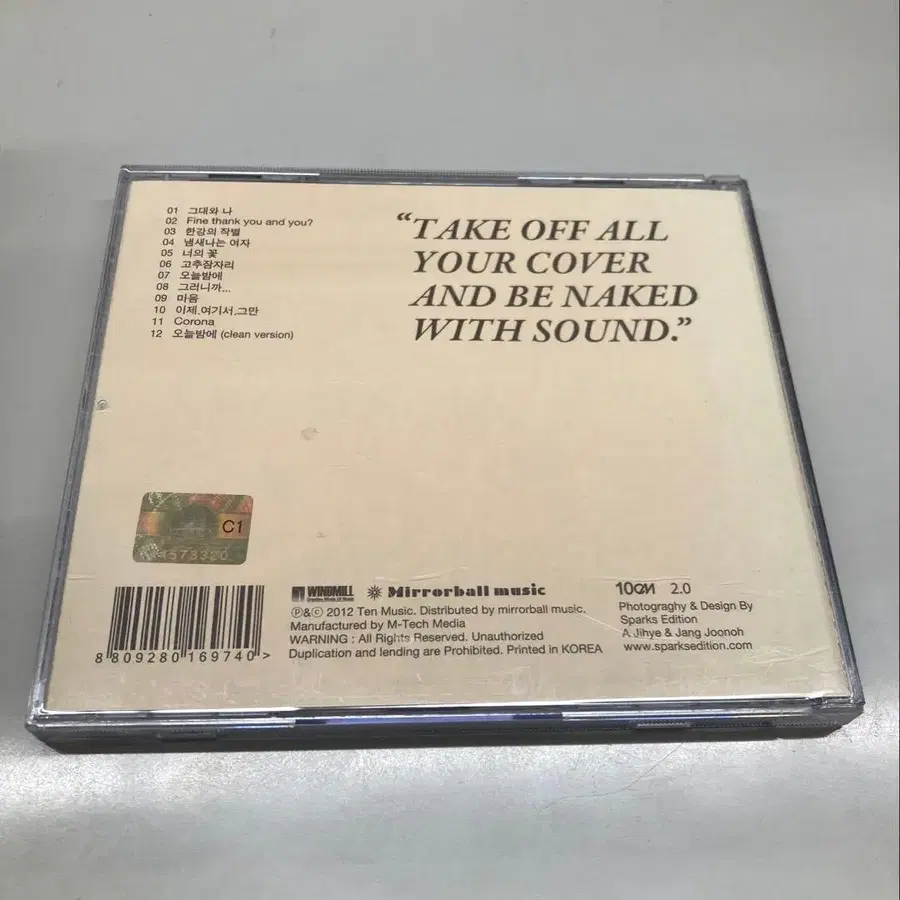 01 그대와 나
02 Fine thank you and you?
03 한강의 작별
04 냄새나는 여자
05 너의 꽃
06 고추잠자리
07 오늘밤에
08 그러니까...
09 마음
10 이제.여기서.그만
11 Corona
12 오늘밤에 (clean version)
“TAKE OFF ALL
YOUR COVER
AND BE NAKED
WITH SOUND.”
C1
8 809280 169740 >
WINDMILL
Mirrorball music
℗&© 2012 Ten Music. Distributed by mirrorball music.
Manufactured by M-Tech Media
WARNING : All Rights Reserved. Unauthorized
Duplication and lending are Prohibited. Printed in KOREA
10CM 2.0
Photograghy & Design By
Sparks Edition
A Jihye & Jang Joonoh
www.sparksedition.com